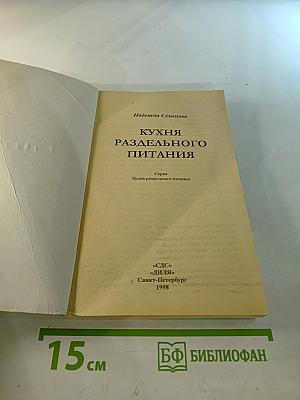 Надежда Семенова
КУХНЯ
РАЗДЕЛЬНОГО
ПИТАНИЯ
Серия
Кухня раздельного питания
«СДС»
«ДИЛЯ»
Санкт-Петербург
1998
15 см
БФ БИБЛИОФАН